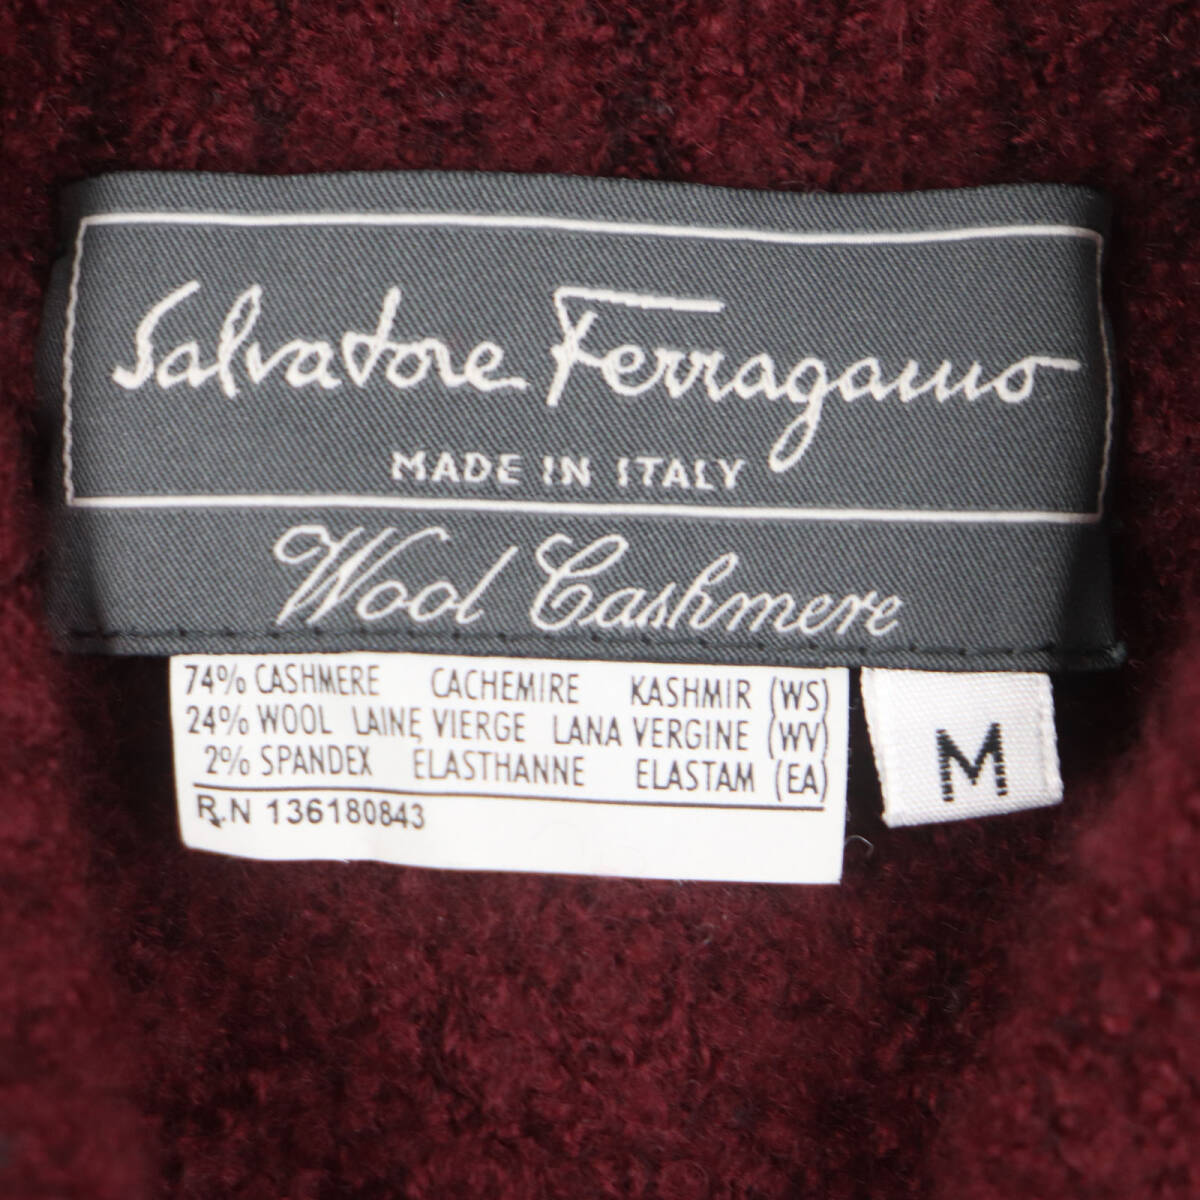 Salvatore Ferragamo
MADE IN ITALY
Wool Cashmere
74% CASHMERE CACHEMIRE KASHMIR (WS)
24% WOOL LAINE VIERGE LANA VERGINE (WV)
2% SPANDEX ELASTHANNE ELASTAM (EA)
R.N 136180843
M